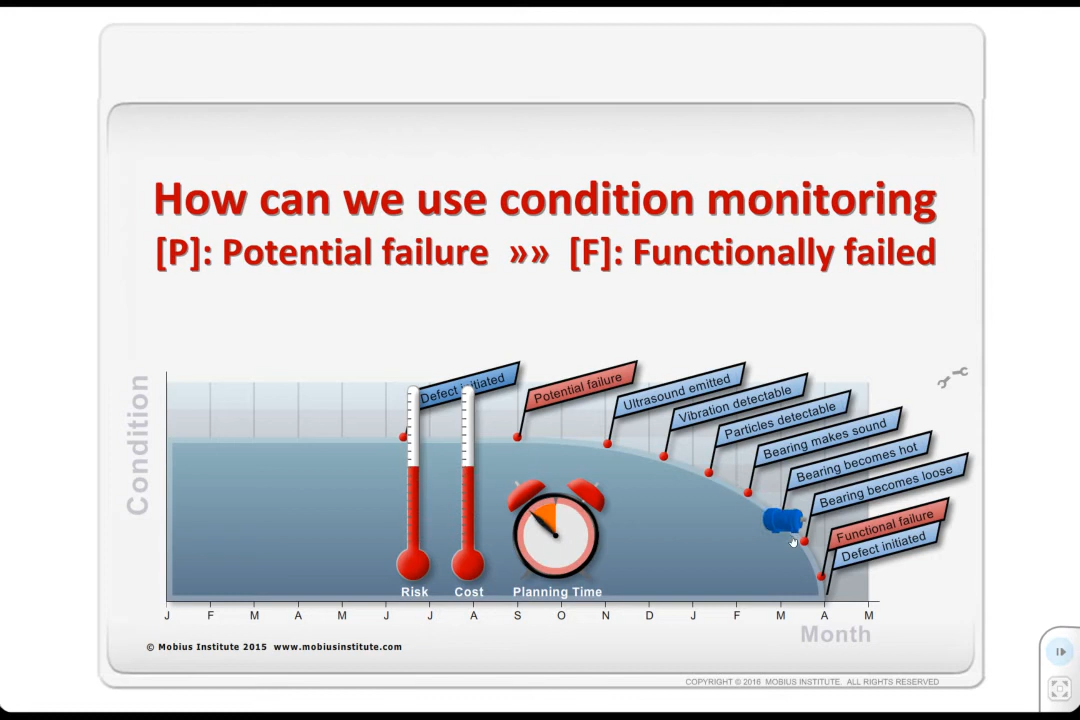 How can we use condition monitoring
[P]: Potential failure »» [F]: Functionally failed
Condition
Defect initiated
Potential failure
Ultrasound emitted
Vibration detectable
Particles detectable
Bearing makes sound
Bearing becomes hot
Bearing becomes loose
Functional failure
Defect initiated
Risk
Cost
Planning Time
J F M A M J J A S O N D J F M A M
Month
© Mobius Institute 2015 www.mobiusinstitute.com
COPYRIGHT © 2016 MOBIUS INSTITUTE. ALL RIGHTS RESERVED